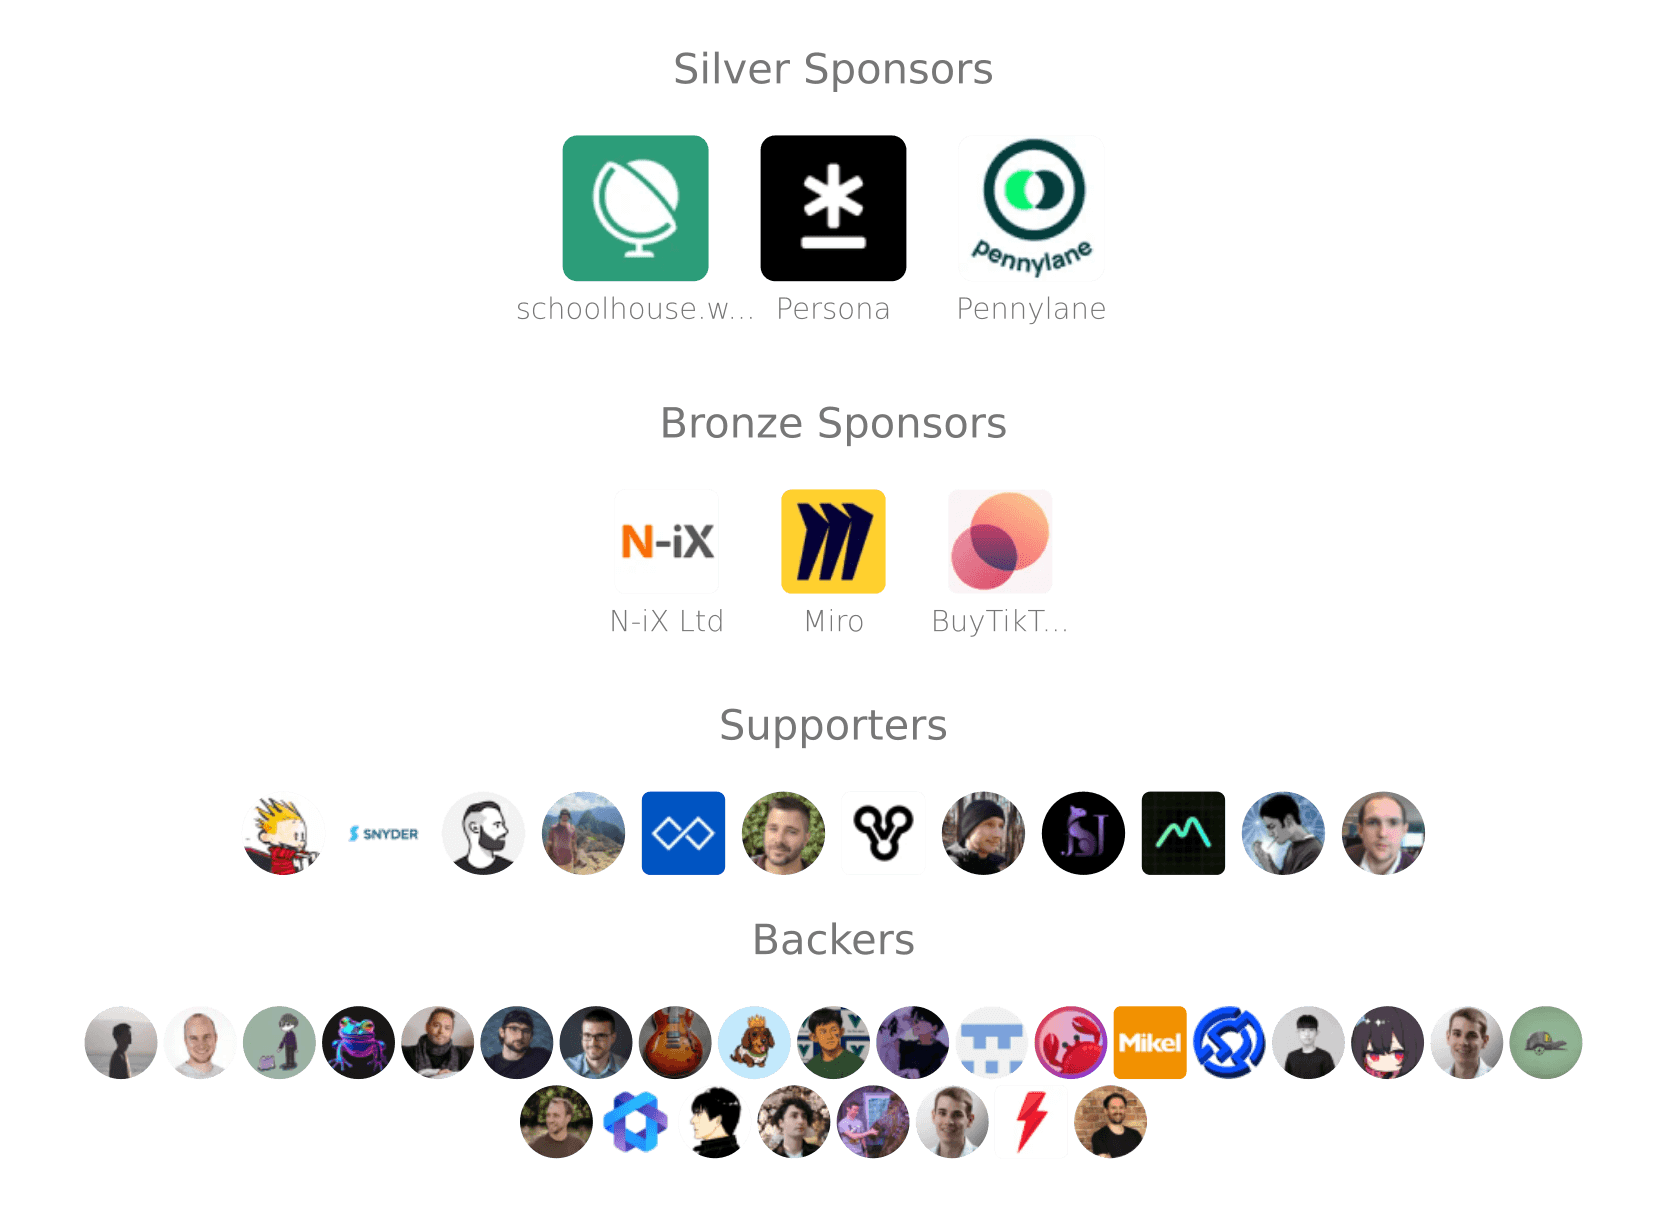 Silver Sponsors
pennylane
schoolhouse.w... Persona Pennylane
Bronze Sponsors
N-iX
N-iX Ltd Miro BuyTikT...
Supporters
SNYDER
Backers
Mikel